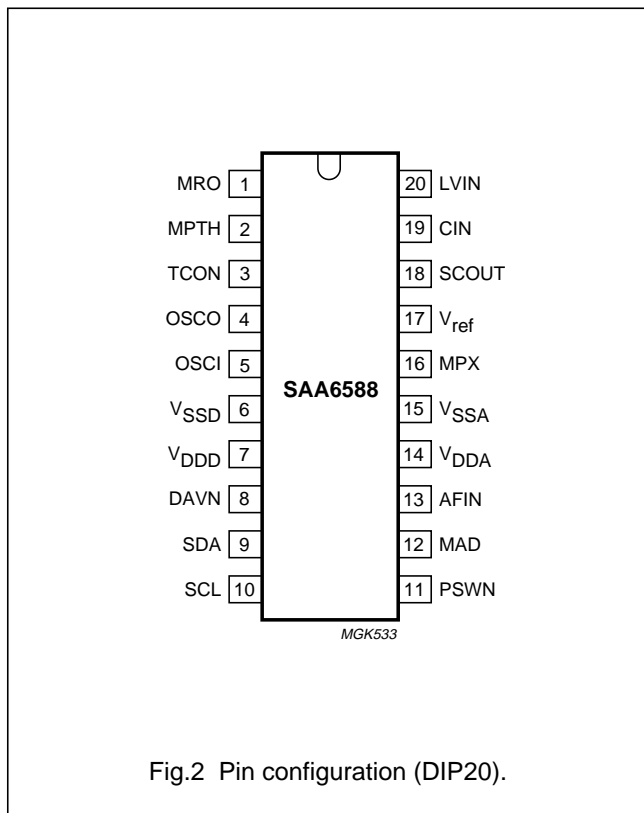 MRO 1 20 LVIN
MPTH 2 19 CIN
TCON 3 18 SCOUT
OSCO 4 17 Vref
OSCI 5 16 MPX
SAA6588
VSSD 6 15 VSSA
VDDD 7 14 VDDA
DAVN 8 13 AFIN
SDA 9 12 MAD
SCL 10 11 PSWN
MGK533
Fig.2 Pin configuration (DIP20).